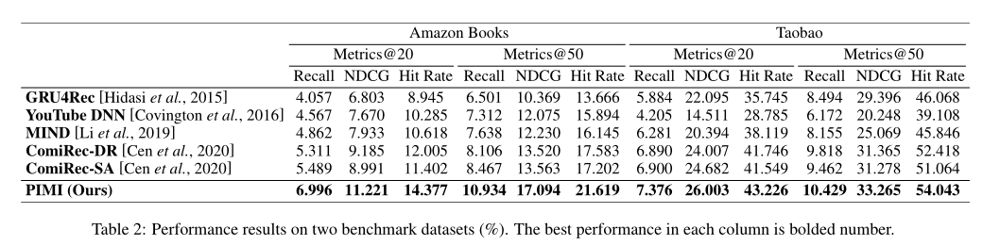 Amazon Books Taobao
Metrics@20 Metrics@50 Metrics@20 Metrics@50
Recall NDCG Hit Rate Recall NDCG Hit Rate Recall NDCG Hit Rate Recall NDCG Hit Rate
GRU4Rec [Hidasi et al., 2015] 4.057 6.803 8.945 6.501 10.369 13.666 5.884 22.095 35.745 8.494 29.396 46.068
YouTube DNN [Covington et al., 2016] 4.567 7.670 10.285 7.312 12.075 15.894 4.205 14.511 28.785 6.172 20.248 39.108
MIND [Li et al., 2019] 4.862 7.933 10.618 7.638 12.230 16.145 6.281 20.394 38.119 8.155 25.069 45.846
ComiRec-DR [Cen et al., 2020] 5.311 9.185 12.005 8.106 13.520 17.583 6.890 24.007 41.746 9.818 31.365 52.418
ComiRec-SA [Cen et al., 2020] 5.489 8.991 11.402 8.467 13.563 17.202 6.900 24.682 41.549 9.462 31.278 51.064
PIMI (Ours) 6.996 11.221 14.377 10.934 17.094 21.619 7.376 26.003 43.226 10.429 33.265 54.043
Table 2: Performance results on two benchmark datasets (%). The best performance in each column is bolded number.